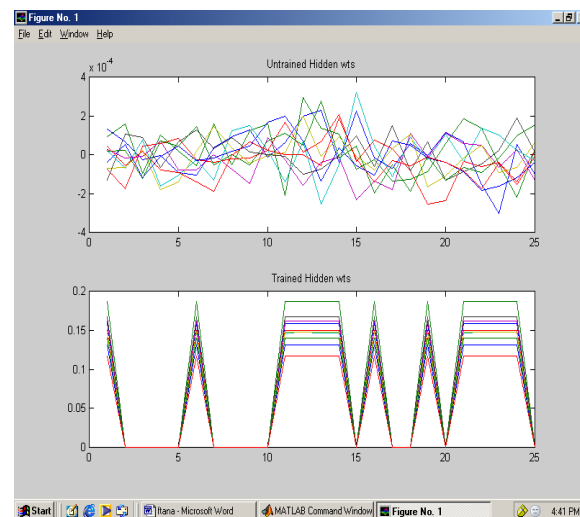 Figure No. 1
File Edit Window Help
x 10-4
Untrained Hidden wts
4
2
0
-2
-4
0 5 10 15 20 25
Trained Hidden wts
0.2
0.15
0.1
0.05
0
0 5 10 15 20 25
Start ftana - Microsoft Word MATLAB Command Window Figure No. 1 4:41 PM